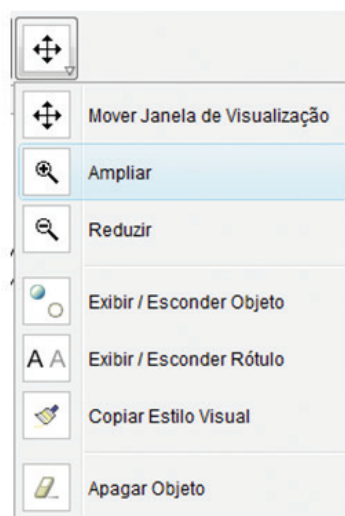 Mover Janela de Visualização
Ampliar
Reduzir
Exibir / Esconder Objeto
A A Exibir / Esconder Rótulo
Copiar Estilo Visual
Apagar Objeto